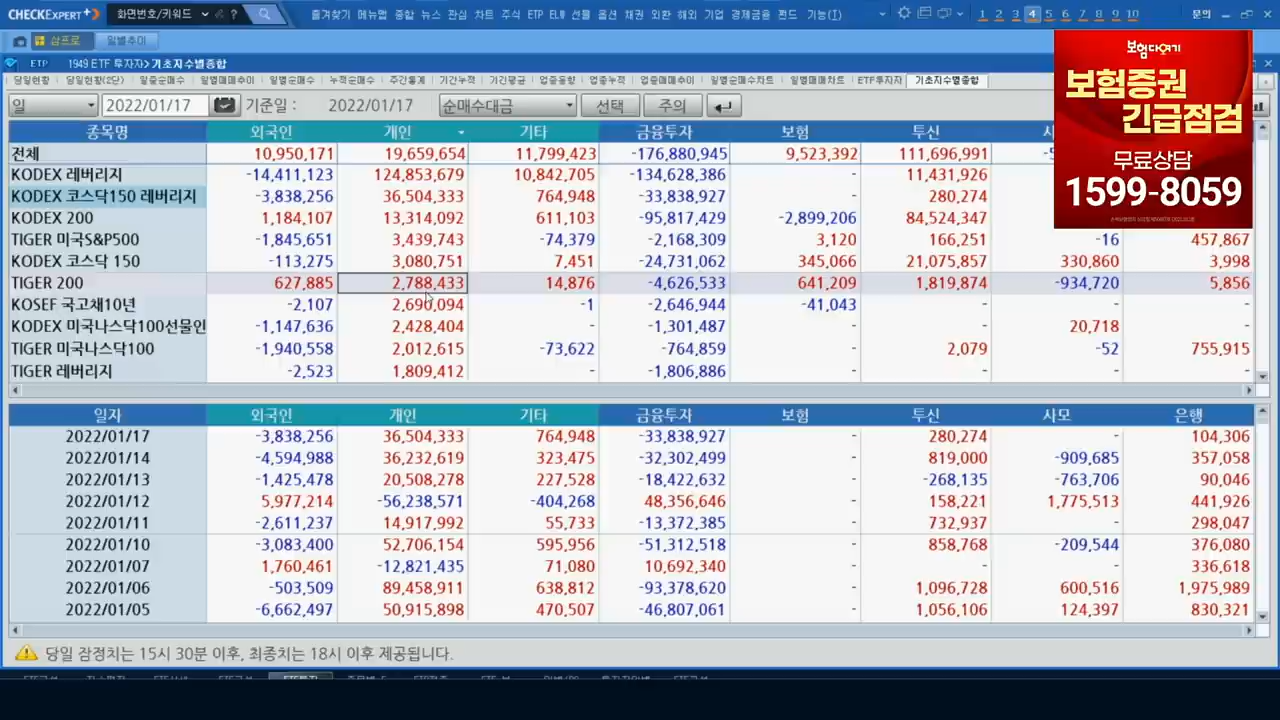 CHECKEXPERT+ 화면번호/키워드 ? 즐겨찾기 메뉴맵 종합 뉴스 관심 차트 주식 ETP ELW 선물 옵션 채권 외환 해외 기업 경제금융 펀드 기능(T) 1 2 3 4 5 6 7 8 9 10 문의
삼프로 일별추이
ETP 1949 ETF 투자자>기초지수별종합
당일현황 당일현황(2단) 일중순매수 일별매매추이 일별순매수 누적순매수 주간통계 기간누적 기간평균 업종동향 업종누적 업종매매추이 일별순매수차트 일별매매차트 ETF투자자 기초지수별종합
일 2022/01/17 기준일 : 2022/01/17 순매수대금 선택 주의
종목명 외국인 개인 기타 금융투자 보험 투신
전체 10,950,171 19,659,654 11,799,423 -176,880,945 9,523,392 111,696,991
KODEX 레버리지 -14,411,123 124,853,679 10,842,705 -134,628,386 - 11,431,926
KODEX 코스닥150 레버리지 -3,838,256 36,504,333 764,948 -33,838,927 - 280,274
KODEX 200 1,184,107 13,314,092 611,103 -95,817,429 -2,899,206 84,524,347
TIGER 미국S&P500 -1,845,651 3,439,743 -74,379 -2,168,309 3,120 166,251 -16 457,867
KODEX 코스닥 150 -113,275 3,080,751 7,451 -24,731,062 345,066 21,075,857 330,860 3,998
TIGER 200 627,885 2,788,433 14,876 -4,626,533 641,209 1,819,874 -934,720 5,856
KOSEF 국고채10년 -2,107 2,690,094 -1 -2,646,944 -41,043 - - -
KODEX 미국나스닥100선물인 -1,147,636 2,428,404 - -1,301,487 - - 20,718 -
TIGER 미국나스닥100 -1,940,558 2,012,615 -73,622 -764,859 - 2,079 -52 755,915
TIGER 레버리지 -2,523 1,809,412 - -1,806,886 - - - -
일자 외국인 개인 기타 금융투자 보험 투신 사모 은행
2022/01/17 -3,838,256 36,504,333 764,948 -33,838,927 - 280,274 - 104,306
2022/01/14 -4,594,988 36,232,619 323,475 -32,302,499 - 819,000 -909,685 357,058
2022/01/13 -1,425,478 20,508,278 227,528 -18,422,632 - -268,135 -763,706 90,046
2022/01/12 5,977,214 -56,238,571 -404,268 48,356,646 - 158,221 1,775,513 441,926
2022/01/11 -2,611,237 14,917,992 55,733 -13,372,385 - 732,937 - 298,047
2022/01/10 -3,083,400 52,706,154 595,956 -51,312,518 - 858,768 -209,544 376,080
2022/01/07 1,760,461 -12,821,435 71,080 10,692,340 - - - 336,618
2022/01/06 -503,509 89,458,911 638,812 -93,378,620 - 1,096,728 600,516 1,975,989
2022/01/05 -6,662,497 50,915,898 470,507 -46,807,061 - 1,056,106 124,397 830,321
당일 잠정치는 15시 30분 이후, 최종치는 18시 이후 제공됩니다.
보험다여기
보험증권
긴급점검
무료상담
1599-8059